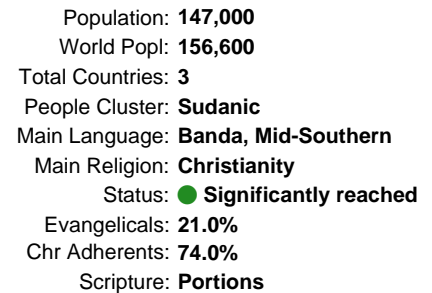 Population: 147,000
World Popl: 156,600
Total Countries: 3
People Cluster: Sudanic
Main Language: Banda, Mid-Southern
Main Religion: Christianity
Status: Significantly reached
Evangelicals: 21.0%
Chr Adherents: 74.0%
Scripture: Portions